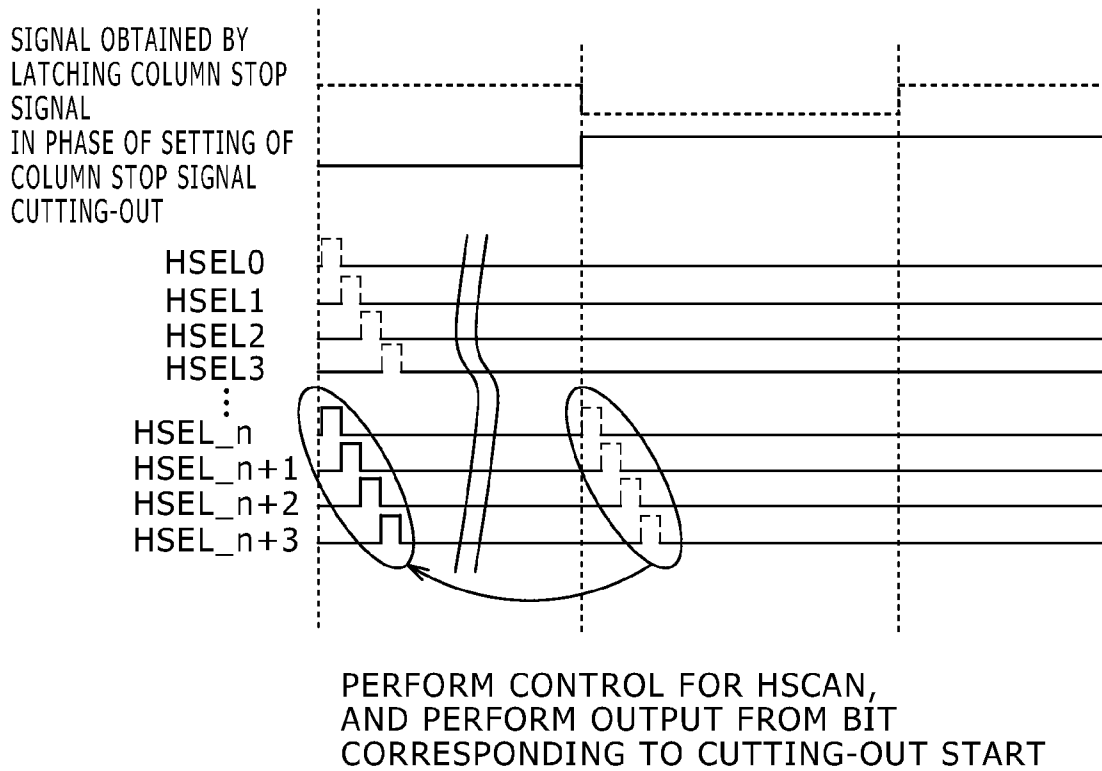 SIGNAL OBTAINED BY
LATCHING COLUMN STOP
SIGNAL
IN PHASE OF SETTING OF
COLUMN STOP SIGNAL
CUTTING-OUT
HSEL0
HSEL1
HSEL2
HSEL3
⋮
HSEL_n
HSEL_n+1
HSEL_n+2
HSEL_n+3
PERFORM CONTROL FOR HSCAN,
AND PERFORM OUTPUT FROM BIT
CORRESPONDING TO CUTTING-OUT START